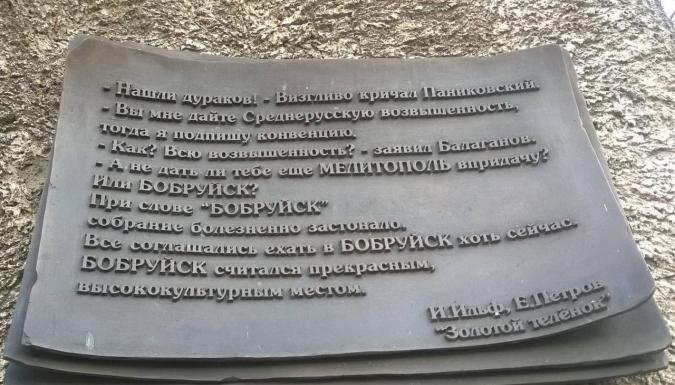 - Нашли дураков! - Визгливо кричал Паниковский.
- Вы мне дайте Среднерусскую возвышенность,
тогда я подпишу конвенцию.
- Как? Всю возвышенность? - заявил Балаганов.
- А не дать ли тебе еще МЕЛИТОПОЛЬ впридачу?
Или БОБРУЙСК?
При слове "БОБРУЙСК"
собрание болезненно застонало.
Все соглашались ехать в БОБРУЙСК хоть сейчас.
БОБРУЙСК считался прекрасным,
высококультурным местом.
И.Ильф, Е.Петров
"Золотой телёнок"